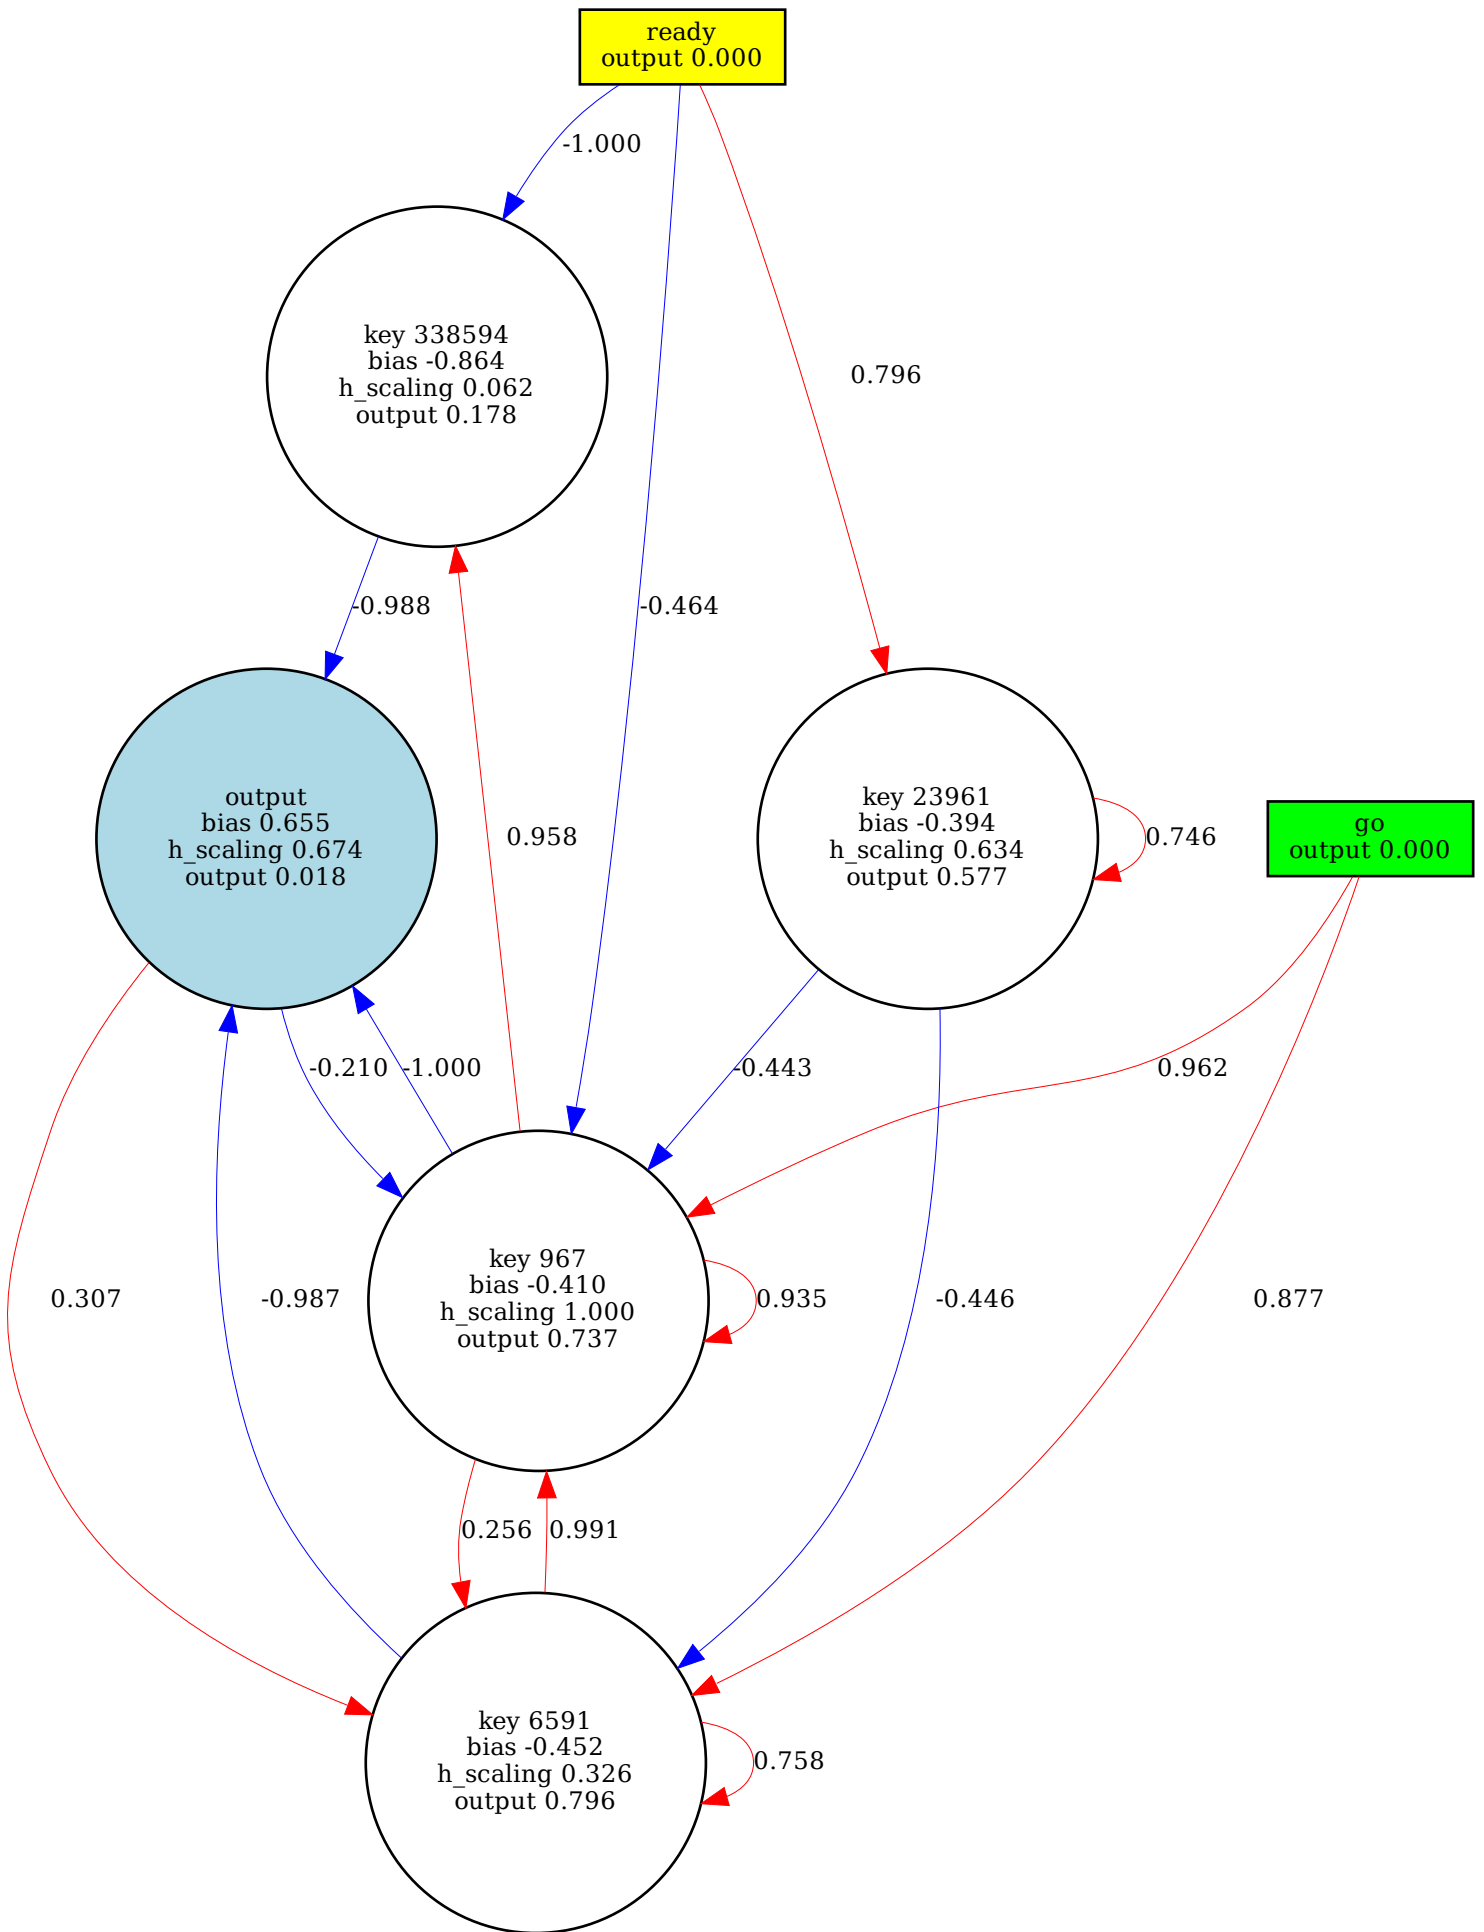 ready
output 0.000
-1.000
key 338594
bias -0.864
h_scaling 0.062
output 0.178
0.796
-0.988
-0.464
output
bias 0.655
h_scaling 0.674
output 0.018
0.958
key 23961
bias -0.394
h_scaling 0.634
output 0.577
0.746
go
output 0.000
-0.210
-1.000
-0.443
0.962
key 967
bias -0.410
h_scaling 1.000
output 0.737
0.307
-0.987
0.935
-0.446
0.877
0.256
0.991
key 6591
bias -0.452
h_scaling 0.326
output 0.796
0.758